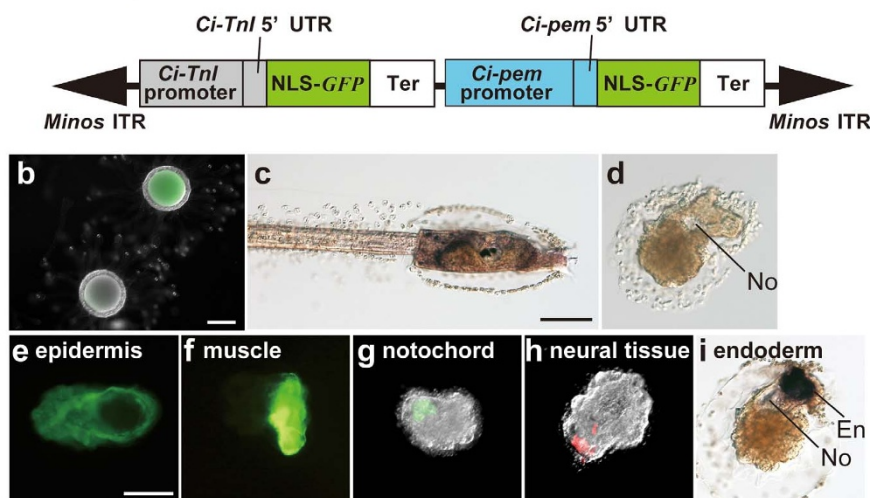 Ci-TnI 5’ UTR
Ci-pem 5’ UTR
Ci-TnI promoter
NLS-GFP
Ter
Ci-pem promoter
NLS-GFP
Ter
Minos ITR
Minos ITR
b
c
d
No
e epidermis
f muscle
g notochord
h neural tissue
i endoderm
En
No